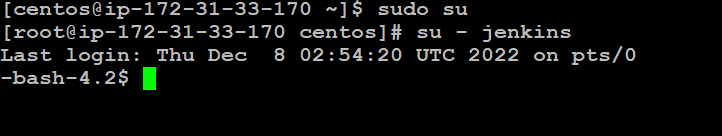 [centos@ip-172-31-33-170 ~]$ sudo su
[root@ip-172-31-33-170 centos]# su - jenkins
Last login: Thu Dec  8 02:54:20 UTC 2022 on pts/0
-bash-4.2$